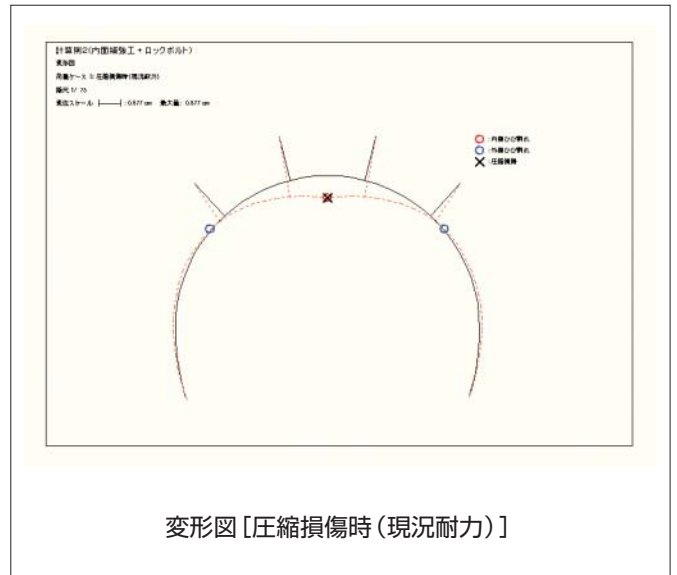 計算例2(内面補強工+ロックボルト)
変形図
荷重ケース 3:圧縮損傷時(現況耐力)
縮尺 1/ 75
変位スケール: : 0.877 cm 最大量: 0.877 cm
: 内側ひび割れ
: 外側ひび割れ
: 圧縮損傷
変形図[圧縮損傷時(現況耐力)]